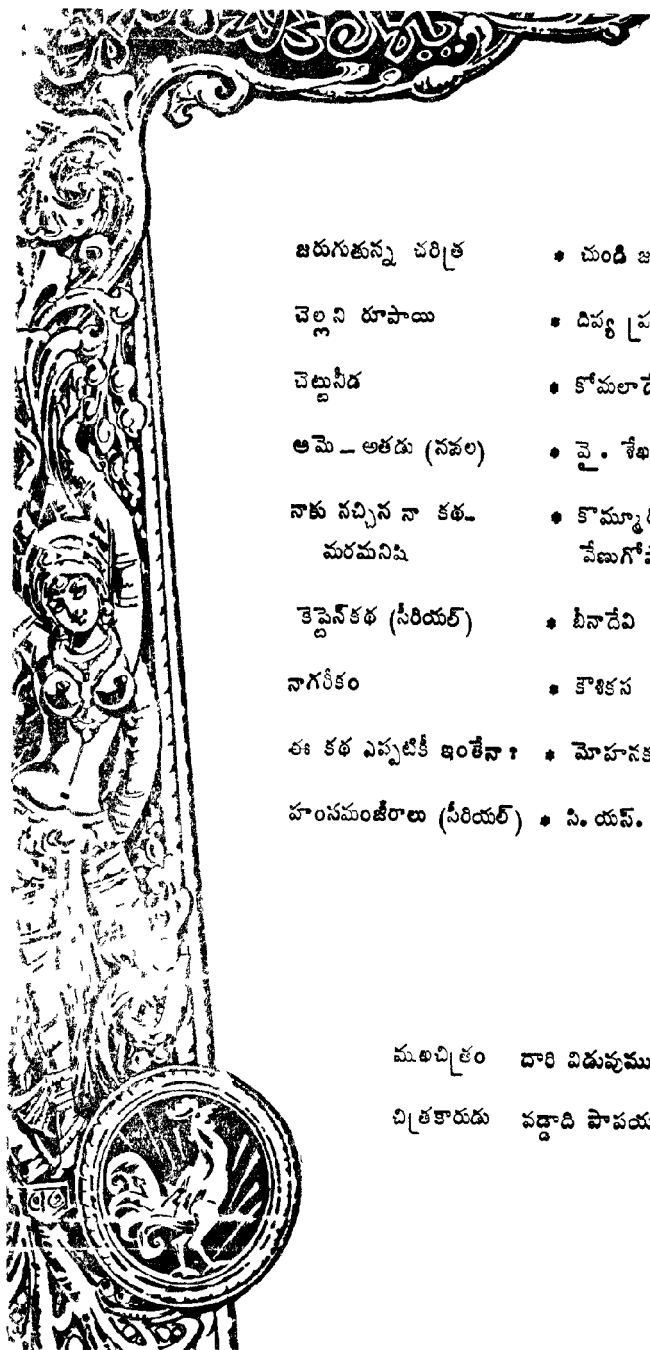 జరుగుతున్న చరిత్ర * చుండి
చెల్లని రూపాయి * దివ్య
చెట్టునీడ * కోమలాదే
ఆమె — అతడు (నవల) * వై. శేఖ
నాకు నచ్చిన నా కథ- * కొమ్మూ
మరమనిషి వేణుగో
కెప్టెన్ కథ (సీరియల్) * బీనాదేవి
నాగరీకం * కౌశికస
ఈ కథ ఎప్పటికీ ఇంతేనా ? * మోహనక
హంసమంజీరాలు (సీరియల్) * సి. యస్.
ముఖచిత్రం దారి విడువుము
చిత్రకారుడు వడ్డాది పాపయ